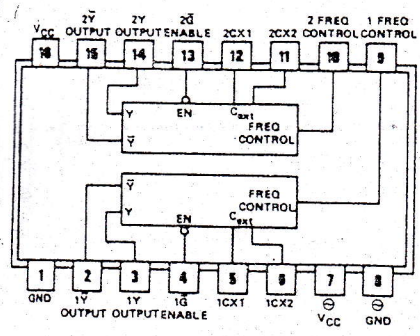 2Ȳ 2Y 2G̅ 2 FREQ 1 FREQ
VCC OUTPUT OUTPUT ENABLE 2CX1 2CX2 CONTROL CONTROL
16 15 14 13 12 11 10 9
Y EN Cext
FREQ
Ȳ CONTROL
Ȳ FREQ
CONTROL
Y EN Cext
1 2 3 4 5 6 7 8
GND 1Ȳ 1Y 1G̅ 1CX1 1CX2 ⊖ ⊖
OUTPUT OUTPUT ENABLE VCC GND